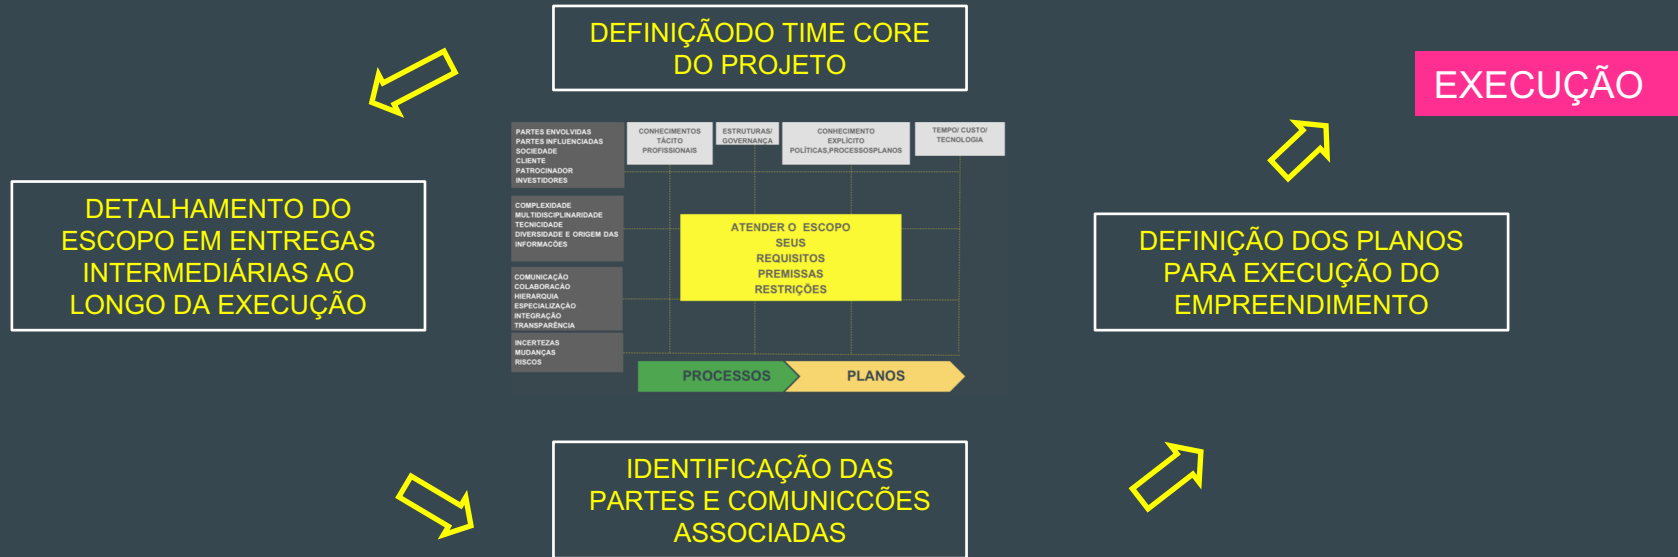 DEFINIÇÃODO TIME CORE
DO PROJETO
EXECUÇÃO
PARTES ENVOLVIDAS
PARTES INFLUENCIADAS
SOCIEDADE
CLIENTE
PATROCINADOR
INVESTIDORES
CONHECIMENTOS
TÁCITO
PROFISSIONAIS
ESTRUTURAS/
GOVERNANÇA
CONHECIMENTO
EXPLÍCITO
POLÍTICAS,PROCESSOSPLANOS
TEMPO/ CUSTO/
TECNOLOGIA
DETALHAMENTO DO
ESCOPO EM ENTREGAS
INTERMEDIÁRIAS AO
LONGO DA EXECUÇÃO
COMPLEXIDADE
MULTIDISCIPLINARIDADE
TECNICIDADE
DIVERSIDADE E ORIGEM DAS
INFORMACÕES
ATENDER O ESCOPO
SEUS
REQUISITOS
PREMISSAS
RESTRIÇÕES
DEFINIÇÃO DOS PLANOS
PARA EXECUÇÃO DO
EMPREENDIMENTO
COMUNICAÇÃO
COLABORACÃO
HIERARQUIA
ESPECIALIZAÇÃO
INTEGRAÇÃO
TRANSPARÊNCIA
INCERTEZAS
MUDANÇAS
RISCOS
PROCESSOS
PLANOS
IDENTIFICAÇÃO DAS
PARTES E COMUNICCÕES
ASSOCIADAS